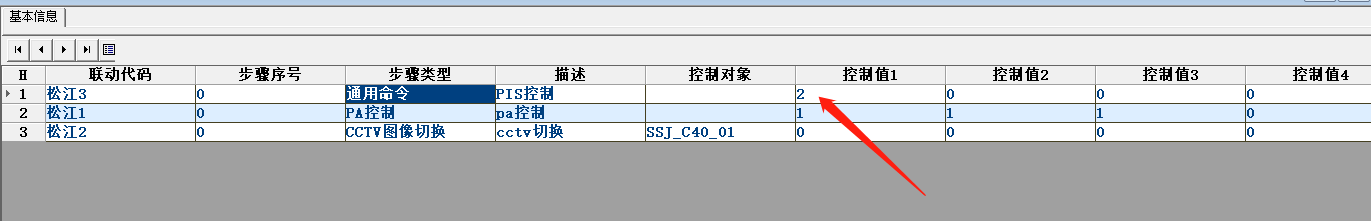 基本信息
H 联动代码 步骤序号 步骤类型 描述 控制对象 控制值1 控制值2 控制值3 控制值4
1 松江3 0 通用命令 PIS控制 2 0 0 0
2 松江1 0 PA控制 pa控制 1 1 1 0
3 松江2 0 CCTV图像切换 cctv切换 SSJ_C40_01 0 0 0 0